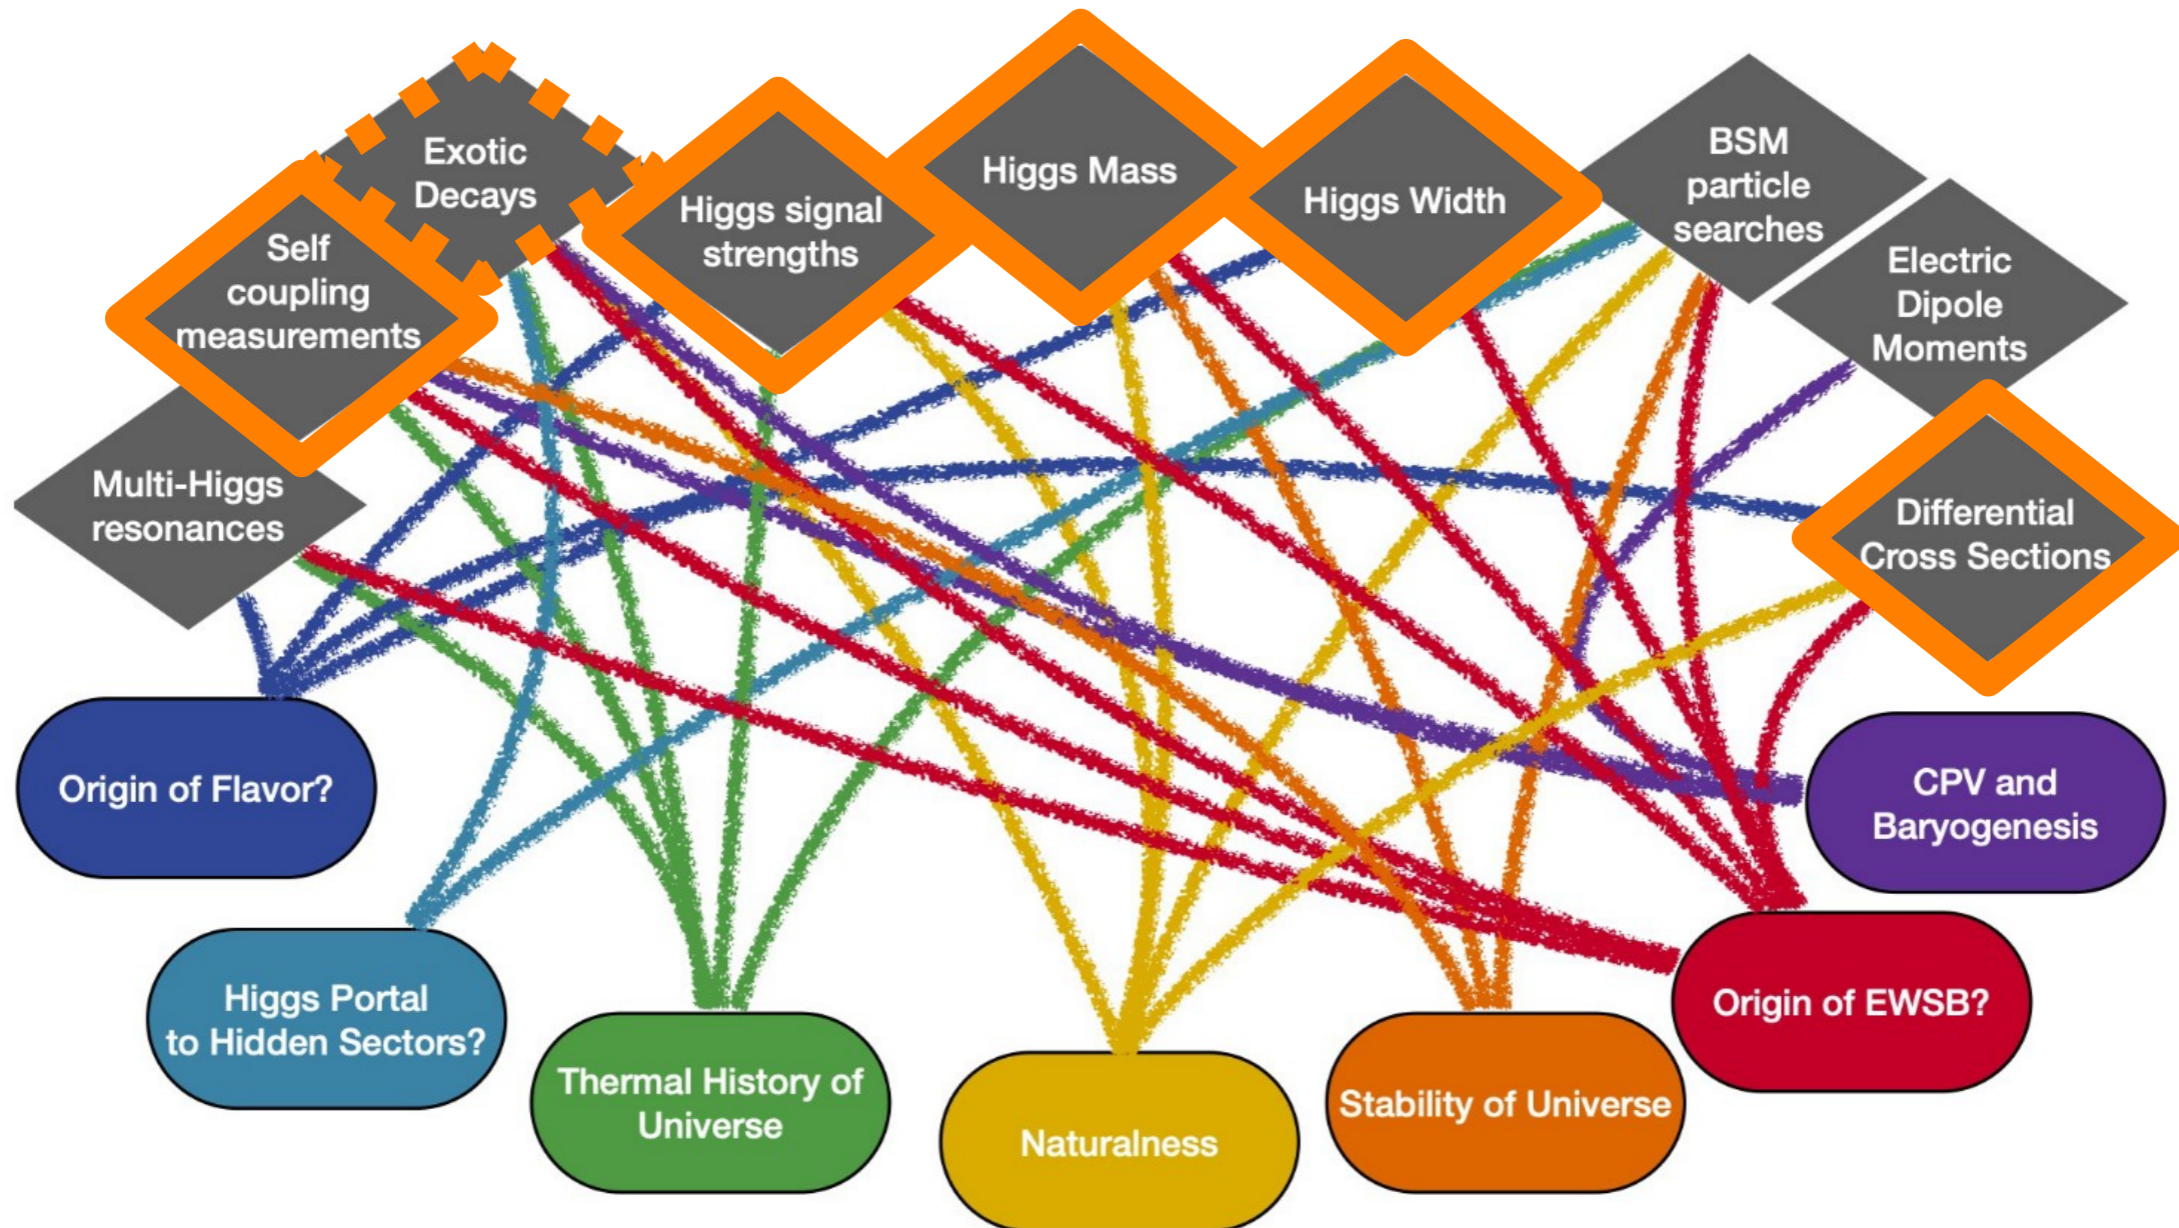 Exotic
Decays
Higgs signal
strengths
Higgs Mass
Higgs Width
BSM
particle
searches
Self
coupling
measurements
Electric
Dipole
Moments
Multi-Higgs
resonances
Differential
Cross Sections
Origin of Flavor?
CPV and
Baryogenesis
Higgs Portal
to Hidden Sectors?
Origin of EWSB?
Thermal History of
Universe
Naturalness
Stability of Universe